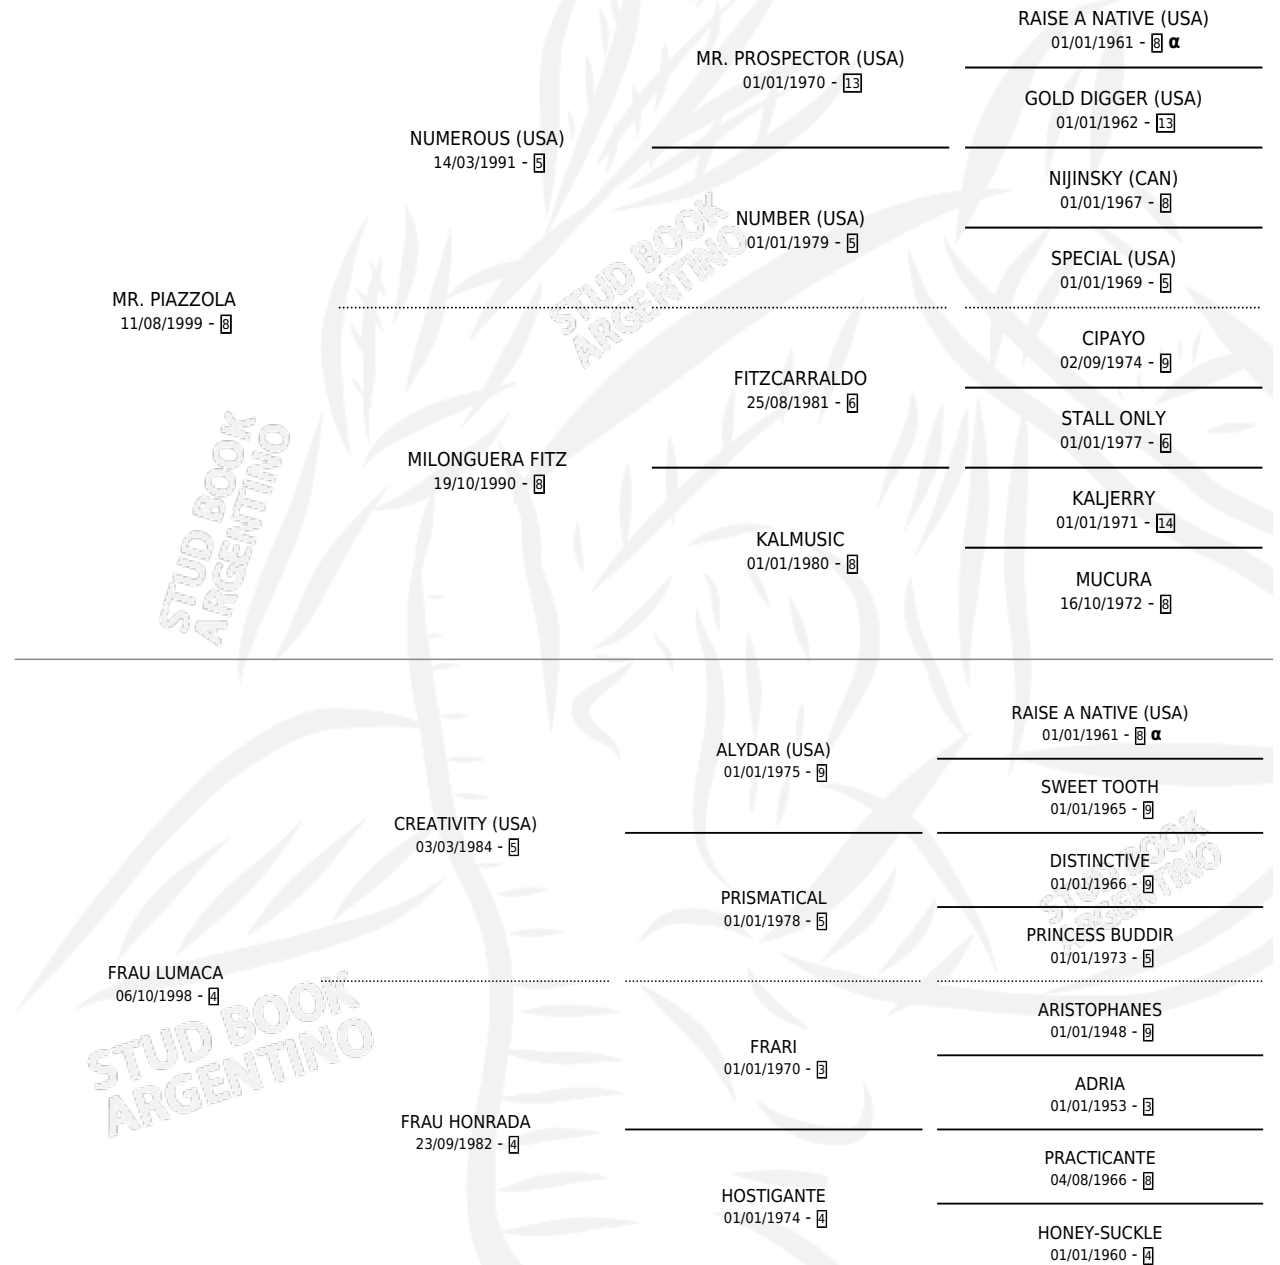 RAISE A NATIVE (USA)
01/01/1961 - 8 α
MR. PROSPECTOR (USA)
01/01/1970 - 13
GOLD DIGGER (USA)
01/01/1962 - 13
NUMEROUS (USA)
14/03/1991 - 5
NIJINSKY (CAN)
01/01/1967 - 8
NUMBER (USA)
01/01/1979 - 5
SPECIAL (USA)
01/01/1969 - 5
MR. PIAZZOLA
11/08/1999 - 8
CIPAYO
02/09/1974 - 9
FITZCARRALDO
25/08/1981 - 6
STALL ONLY
01/01/1977 - 6
MILONGUERA FITZ
19/10/1990 - 8
KALJERRY
01/01/1971 - 14
KALMUSIC
01/01/1980 - 8
MUCURA
16/10/1972 - 8
RAISE A NATIVE (USA)
01/01/1961 - 8 α
ALYDAR (USA)
01/01/1975 - 9
SWEET TOOTH
01/01/1965 - 9
CREATIVITY (USA)
03/03/1984 - 5
DISTINCTIVE
01/01/1966 - 9
PRISMATICAL
01/01/1978 - 5
PRINCESS BUDDIR
01/01/1973 - 5
FRAU LUMACA
06/10/1998 - 4
ARISTOPHANES
01/01/1948 - 9
FRARI
01/01/1970 - 3
ADRIA
01/01/1953 - 3
FRAU HONRADA
23/09/1982 - 4
PRACTICANTE
04/08/1966 - 8
HOSTIGANTE
01/01/1974 - 4
HONEY-SUCKLE
01/01/1960 - 4
STUD BOOK
ARGENTINO
STUD BOOK
ARGENTINO
STUD BOOK
ARGENTINO
STUD BOOK
ARGENTINO